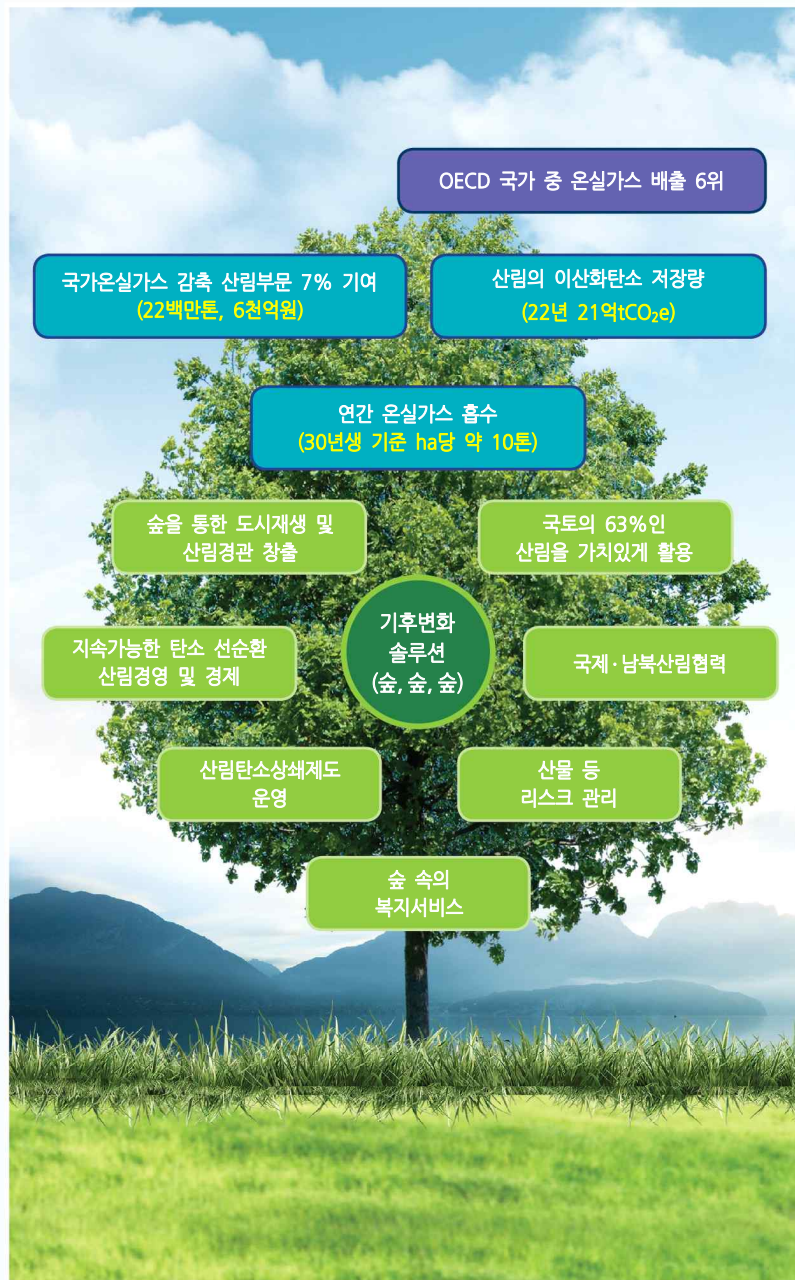 OECD 국가 중 온실가스 배출 6위
국가온실가스 감축 산림부문 7% 기여
(22백만톤, 6천억원)
산림의 이산화탄소 저장량
(22년 21억tCO₂e)
연간 온실가스 흡수
(30년생 기준 ha당 약 10톤)
숲을 통한 도시재생 및
산림경관 창출
국토의 63%인
산림을 가치있게 활용
기후변화
솔루션
(숲, 숲, 숲)
지속가능한 탄소 선순환
산림경영 및 경제
국제·남북산림협력
산림탄소상쇄제도
운영
산물 등
리스크 관리
숲 속의
복지서비스